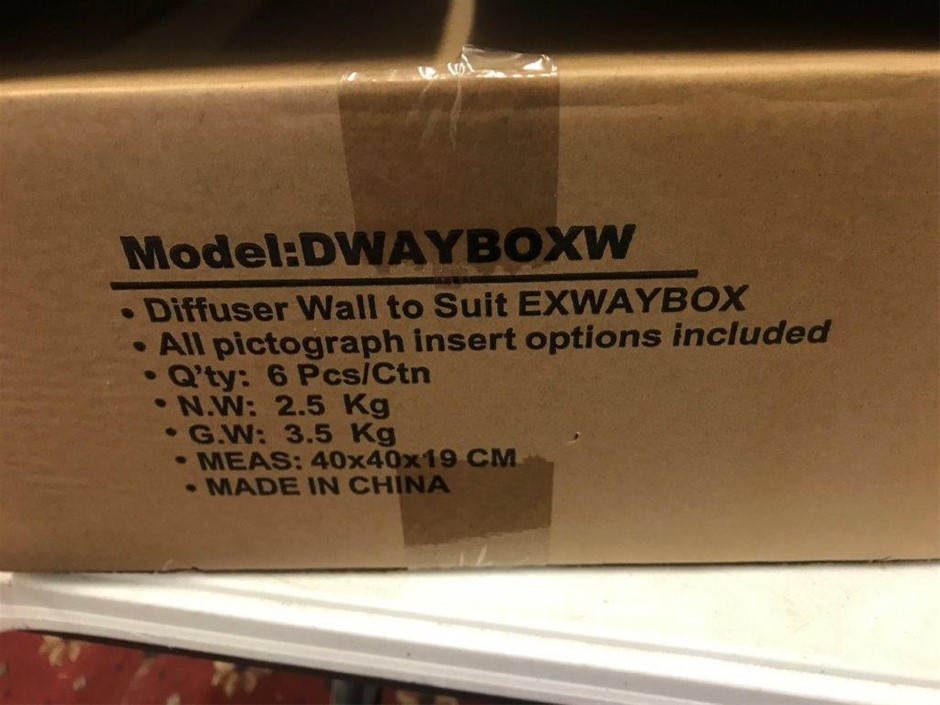 Model:DWAYBOXW
• Diffuser Wall to Suit EXWAYBOX
• All pictograph insert options included
• Q'ty: 6 Pcs/Ctn
• N.W: 2.5 Kg
• G.W: 3.5 Kg
• MEAS: 40x40x19 CM
• MADE IN CHINA